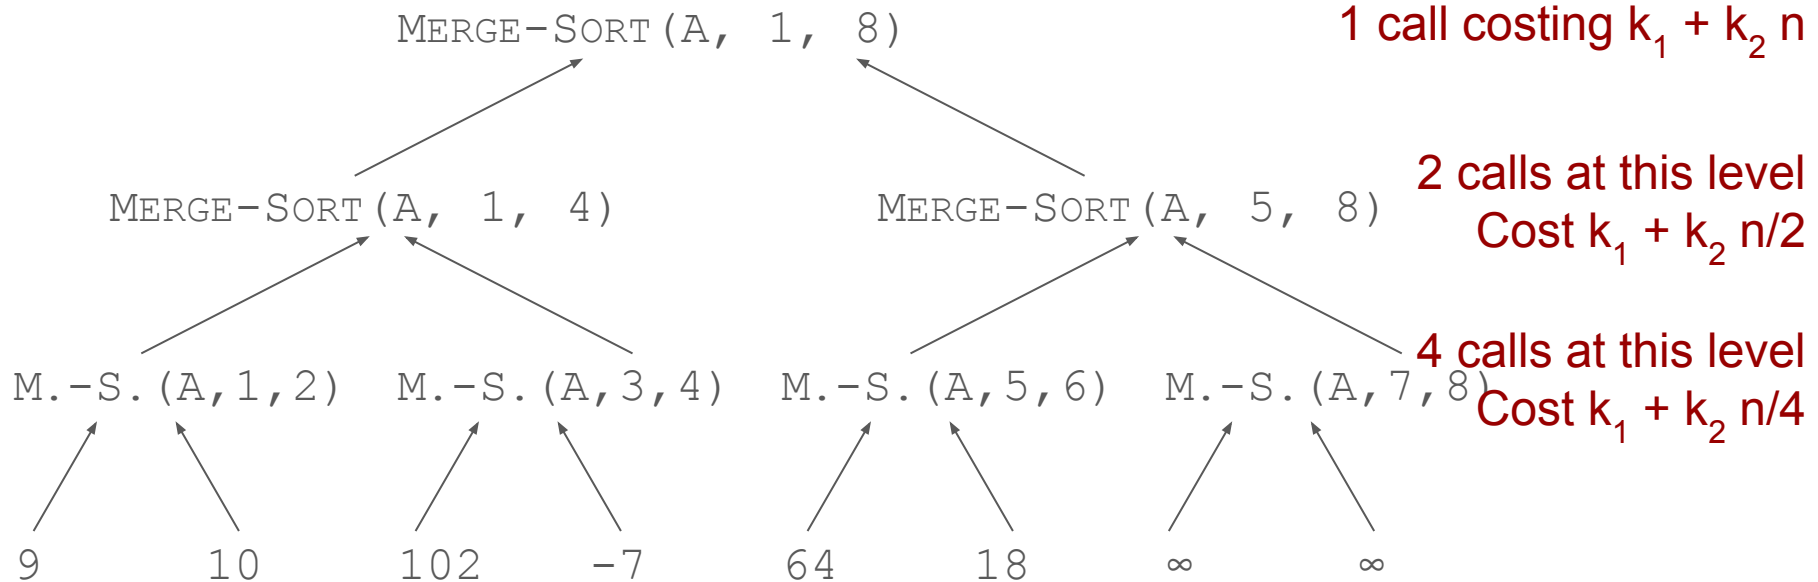 MERGE-SORT(A, 1, 8)
1 call costing k₁ + k₂ n
MERGE-SORT(A, 1, 4)
MERGE-SORT(A, 5, 8)
2 calls at this level
Cost k₁ + k₂ n/2
M.-S.(A,1,2)
M.-S.(A,3,4)
M.-S.(A,5,6)
M.-S.(A,7,8)
4 calls at this level
Cost k₁ + k₂ n/4
9 10 102 -7 64 18 ∞ ∞